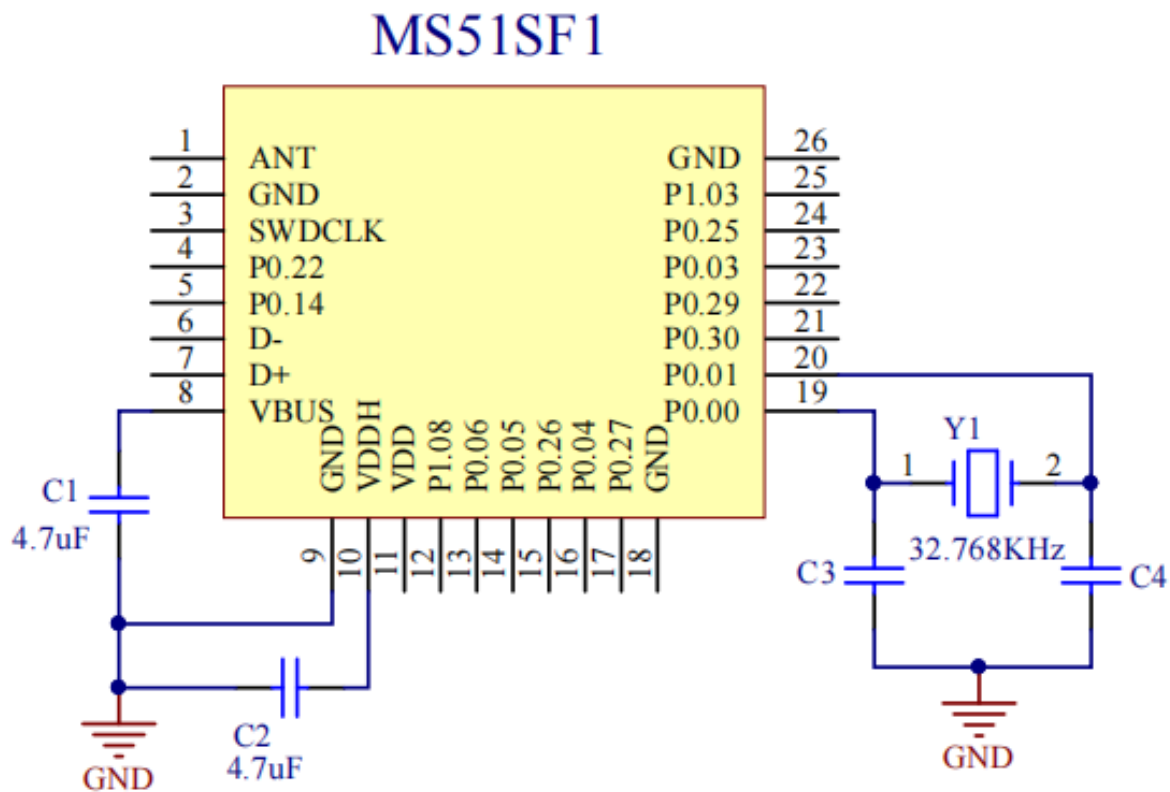 MS51SF1
1 ANT
2 GND
3 SWDCLK
4 P0.22
5 P0.14
6 D-
7 D+
8 VBUS
GND 26
P1.03 25
P0.25 24
P0.03 23
P0.29 22
P0.30 21
P0.01 20
P0.00 19
GND 9
VDDH 10
VDD 11
P1.08 12
P0.06 13
P0.05 14
P0.26 15
P0.04 16
P0.27 17
GND 18
C1
4.7uF
C2
4.7uF
GND
Y1
1 2
32.768KHz
C3
C4
GND